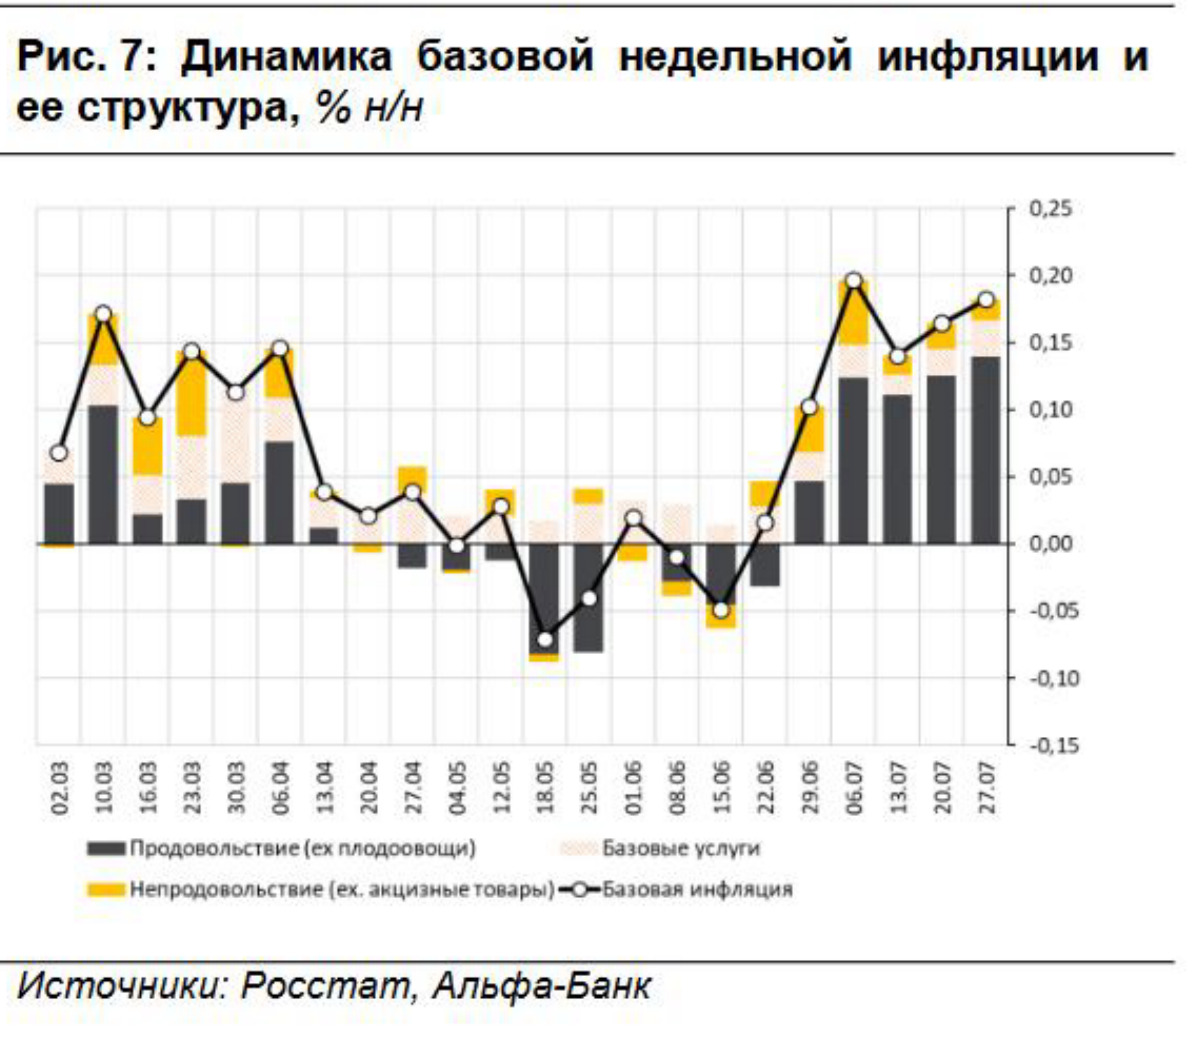 Рис. 7: Динамика базовой недельной инфляции и
ее структура, % н/н
0,25
0,20
0,15
0,10
0,05
0,00
-0,05
-0,10
-0,15
02.03 10.03 16.03 23.03 30.03 06.04 13.04 20.04 27.04 04.05 12.05 18.05 25.05 01.06 08.06 15.06 22.06 29.06 06.07 13.07 20.07 27.07
Продовольствие (ex плодоовощи) Базовые услуги
Непродовольствие (ex. акцизные товары) Базовая инфляция
Источники: Росстат, Альфа-Банк